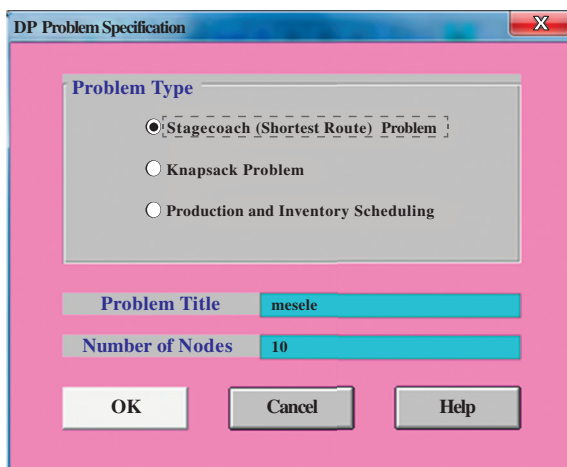 DP Problem Specification
X
Problem Type
Stagecoach (Shortest Route) Problem
Knapsack Problem
Production and Inventory Scheduling
Problem Title mesele
Number of Nodes 10
OK Cancel Help